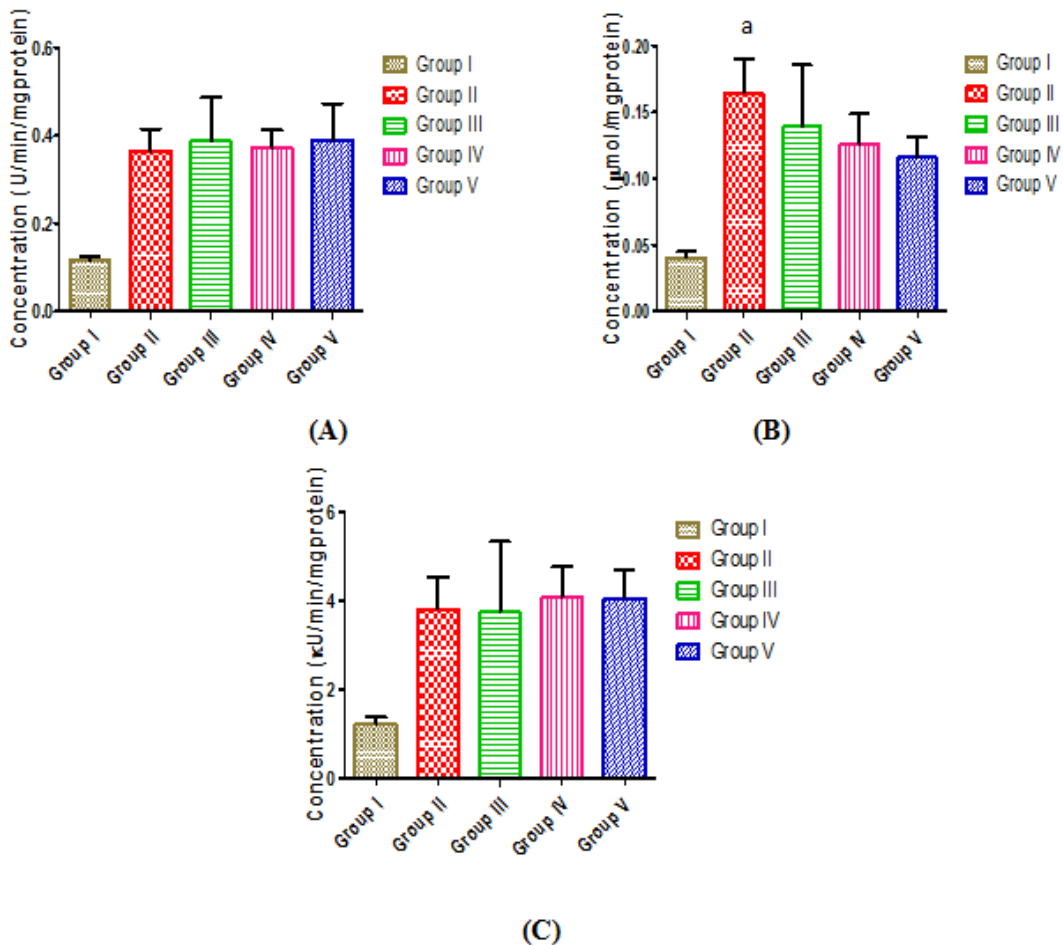 Concentration (U/min/mgprotein)
0.6
0.4
0.2
0.0
Group I
Group II
Group III
Group IV
Group V
Group I
Group II
Group III
Group IV
Group V
(A)
a
Concentration (μmol/mgprotein)
0.20
0.15
0.10
0.05
0.00
Group I
Group II
Group III
Group IV
Group V
Group I
Group II
Group III
Group IV
Group V
(B)
Concentration (κU/min/mgprotein)
6
4
2
0
Group I
Group II
Group III
Group IV
Group V
Group I
Group II
Group III
Group IV
Group V
(C)